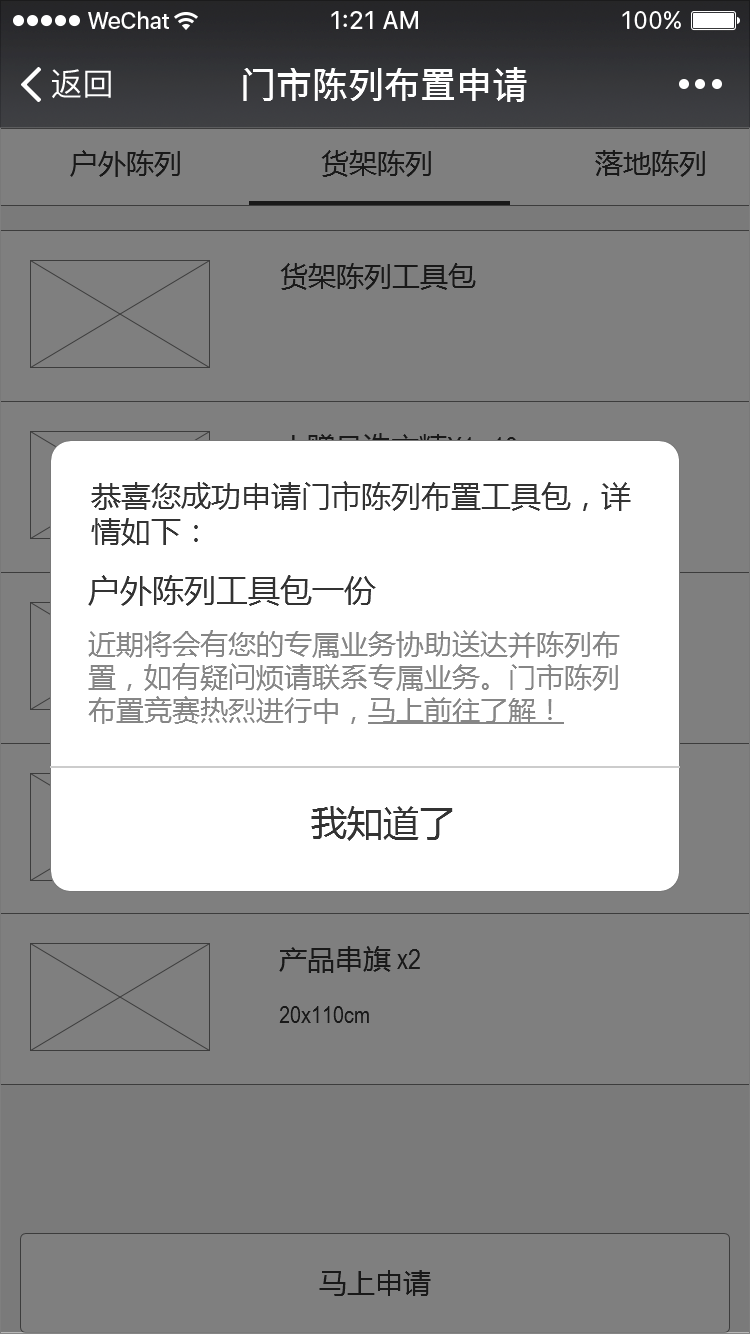 WeChat 1:21 AM 100%
返回 门市陈列布置申请
户外陈列 货架陈列 落地陈列
货架陈列工具包
恭喜您成功申请门市陈列布置工具包，详
情如下：
户外陈列工具包一份
近期将会有您的专属业务协助送达并陈列布
置，如有疑问烦请联系专属业务。门市陈列
布置竞赛热烈进行中，马上前往了解！
我知道了
产品串旗 x2
20x110cm
马上申请